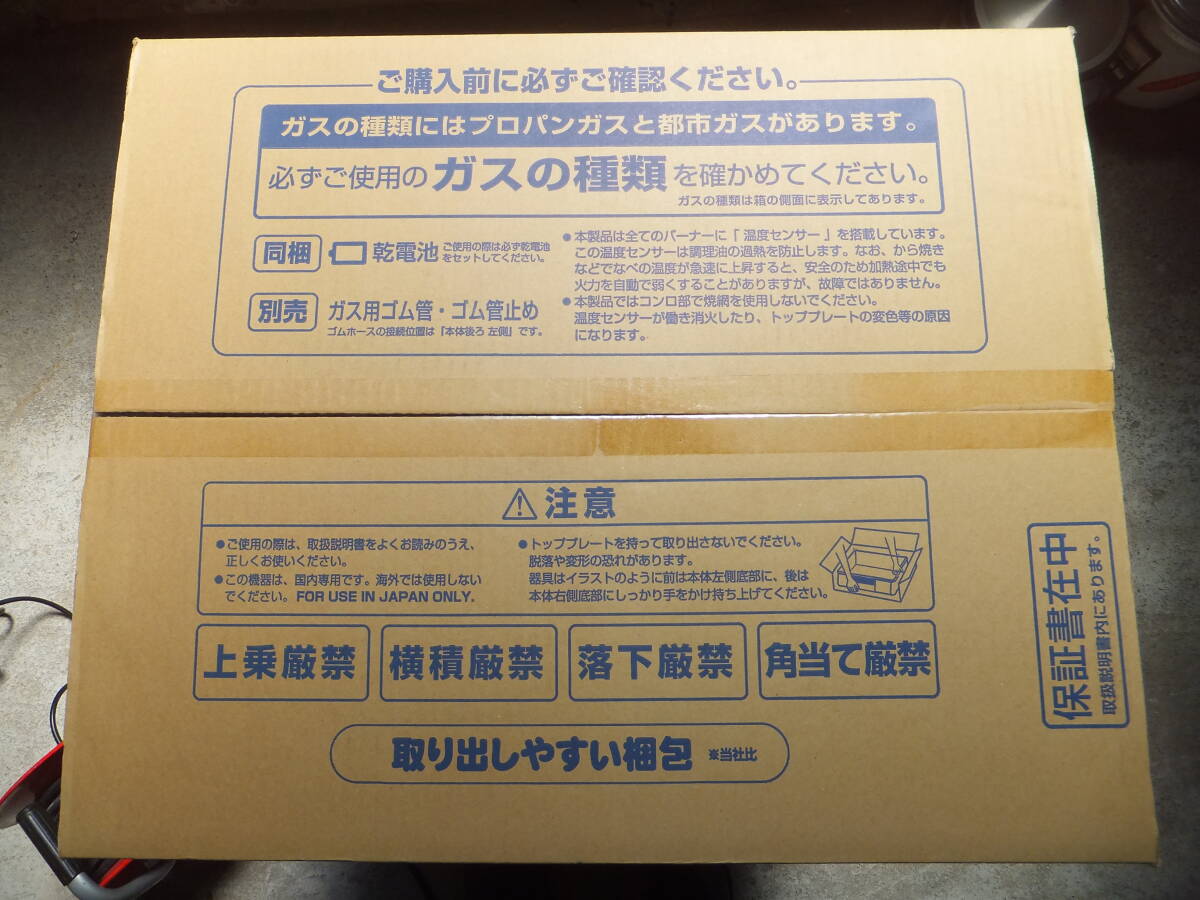 ご購入前に必ずご確認ください。
ガスの種類にはプロパンガスと都市ガスがあります。
必ずご使用のガスの種類を確かめてください。
ガスの種類は箱の側面に表示してあります。
同梱 乾電池 ご使用の際は必ず乾電池
をセットしてください。
別売 ガス用ゴム管・ゴム管止め
ゴムホースの接続位置は「本体後ろ 左側」です。
●本製品は全てのバーナーに「 温度センサー 」を搭載しています。
この温度センサーは調理油の過熱を防止します。なお、から焼き
などでなべの温度が急速に上昇すると、安全のため加熱途中でも
火力を自動で弱くすることがありますが、故障ではありません。
●本製品ではコンロ部で焼網を使用しないでください。
温度センサーが働き消火したり、トッププレートの変色等の原因
になります。
⚠注意
●ご使用の際は、取扱説明書をよくお読みのうえ、
正しくお使いください。
●この機器は、国内専用です。海外では使用しない
でください。FOR USE IN JAPAN ONLY.
●トッププレートを持って取り出さないでください。
脱落や変形の恐れがあります。
器具はイラストのように前は本体左側底部に、後は
本体右側底部にしっかり手をかけ持ち上げてください。
上乗厳禁
横積厳禁
落下厳禁
角当て厳禁
取り出しやすい梱包 ※当社比
保証書在中
取扱説明書内にあります。